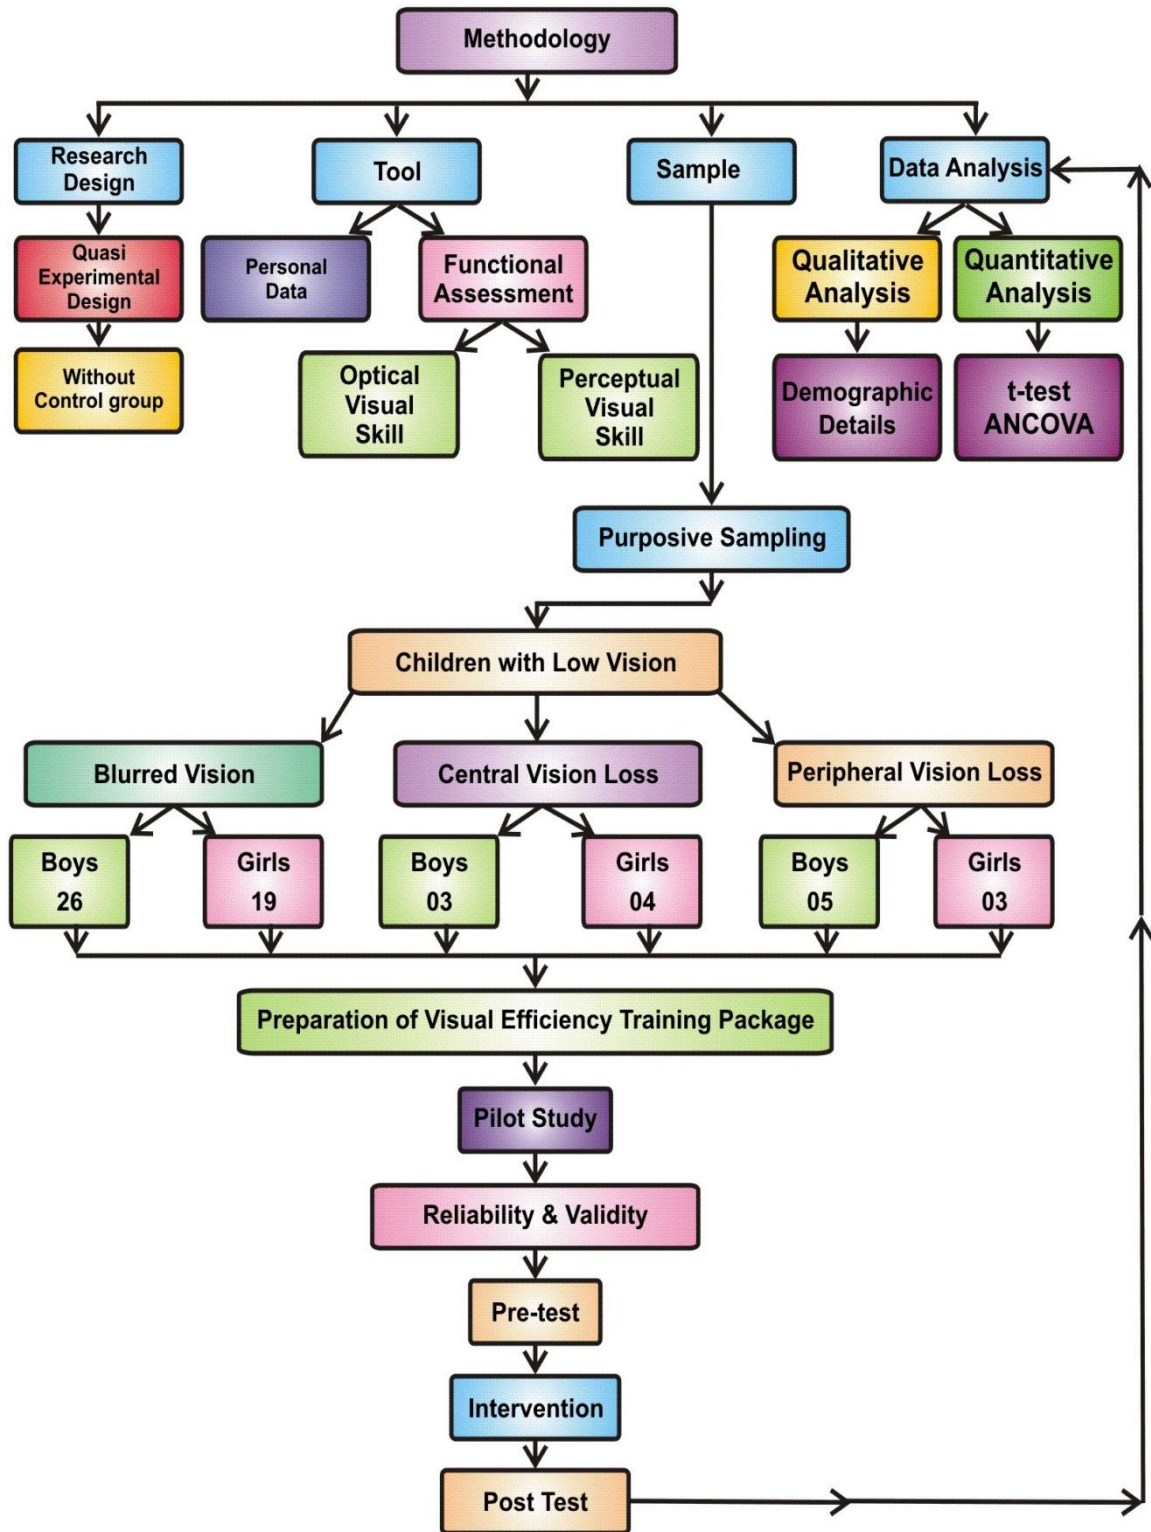 Methodology
Research
Design
Tool
Sample
Data Analysis
Quasi
Experimental
Design
Personal
Data
Functional
Assessment
Qualitative
Analysis
Quantitative
Analysis
Without
Control group
Optical
Visual
Skill
Perceptual
Visual
Skill
Demographic
Details
t-test
ANCOVA
Purposive Sampling
Children with Low Vision
Blurred Vision
Central Vision Loss
Peripheral Vision Loss
Boys
26
Girls
19
Boys
03
Girls
04
Boys
05
Girls
03
Preparation of Visual Efficiency Training Package
Pilot Study
Reliability & Validity
Pre-test
Intervention
Post Test